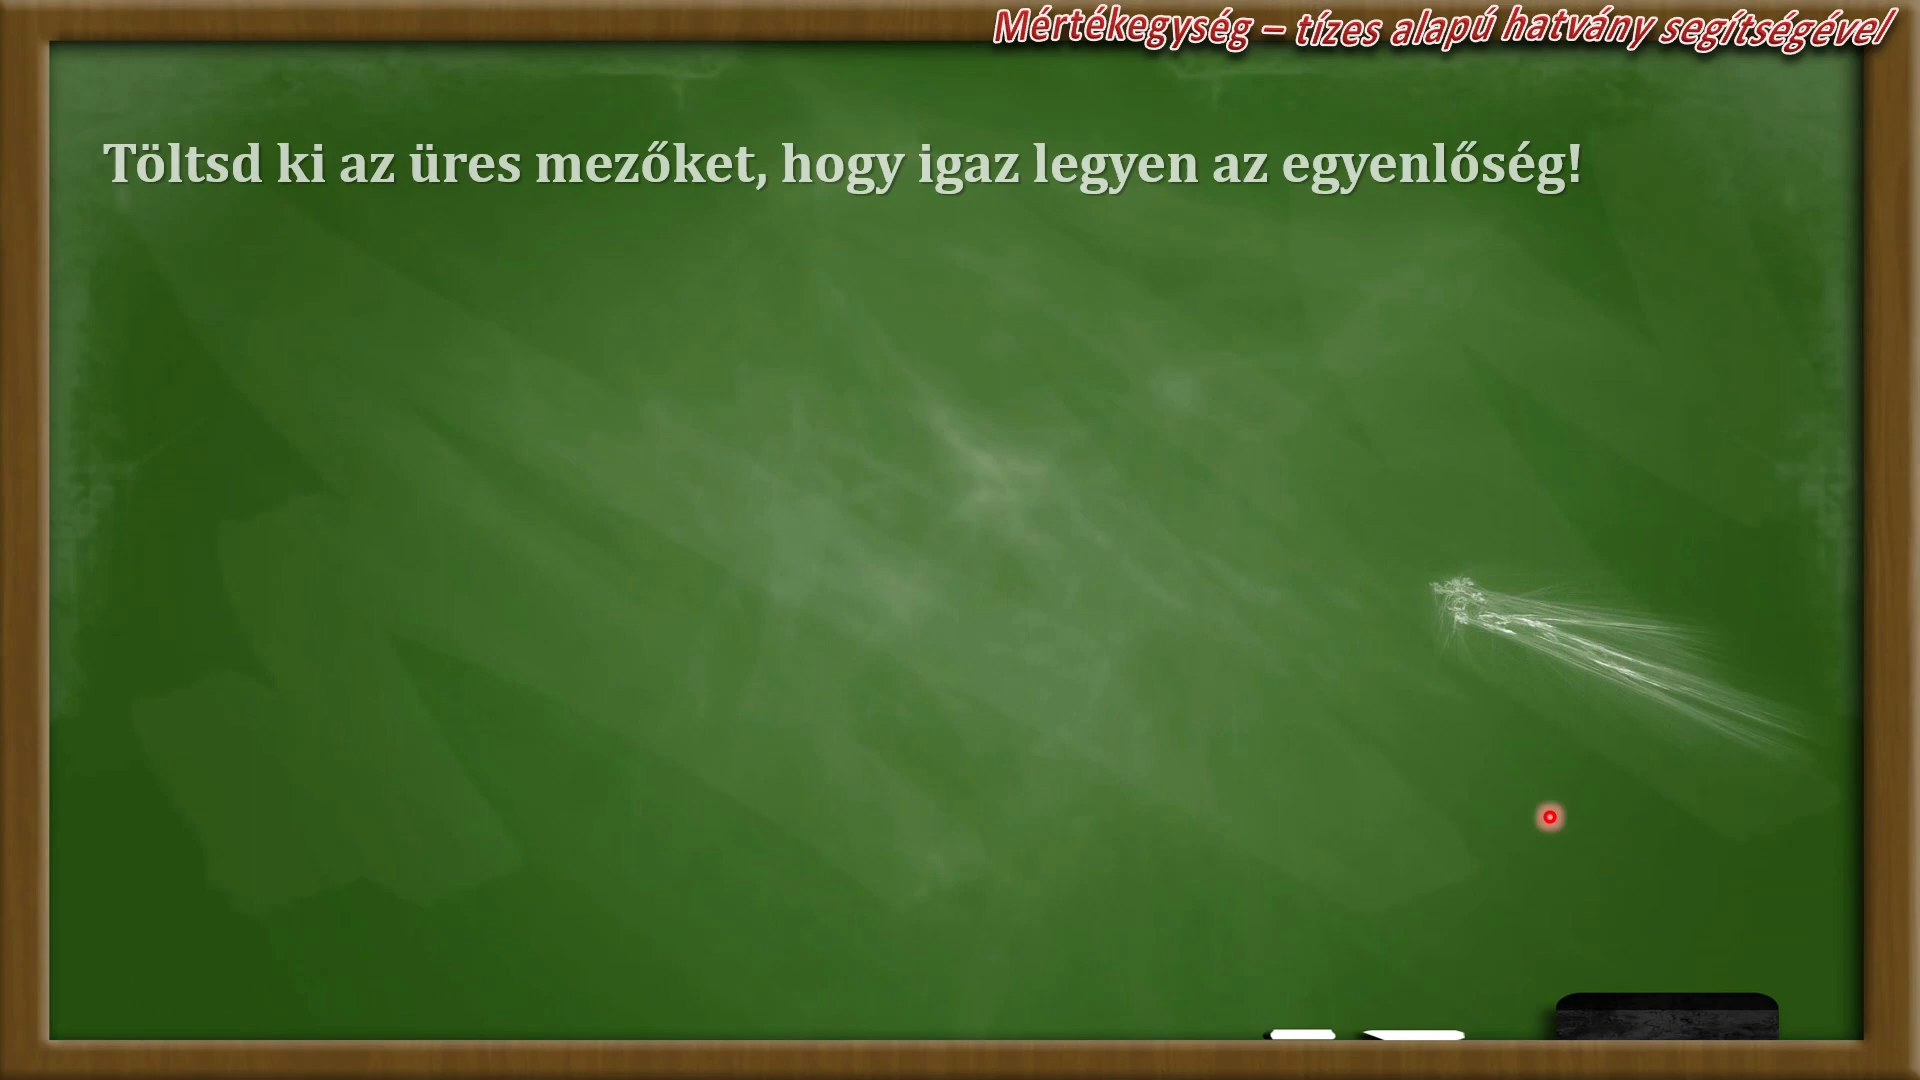 Mértékegység – tízes alapú hatvány segítségével
Töltsd ki az üres mezőket, hogy igaz legyen az egyenlőség!